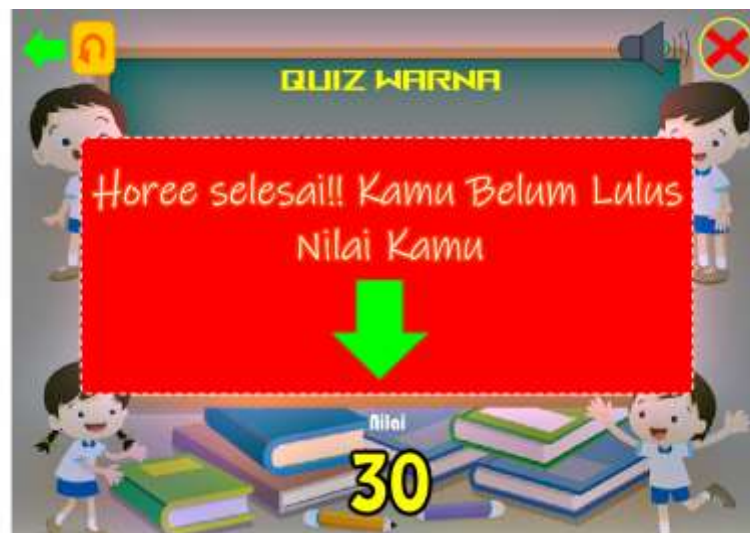 QUIZ WARNA
Horee selesai!! Kamu Belum Lulus
Nilai Kamu
Nilai
30